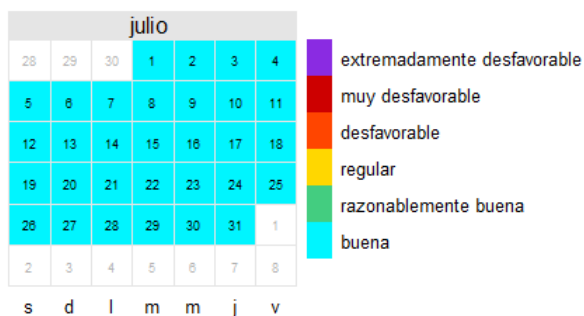 julio
28 29 30 1 2 3 4
5 6 7 8 9 10 11
12 13 14 15 16 17 18
19 20 21 22 23 24 25
26 27 28 29 30 31 1
2 3 4 5 6 7 8
s d l m m j v
extremadamente desfavorable
muy desfavorable
desfavorable
regular
razonablemente buena
buena